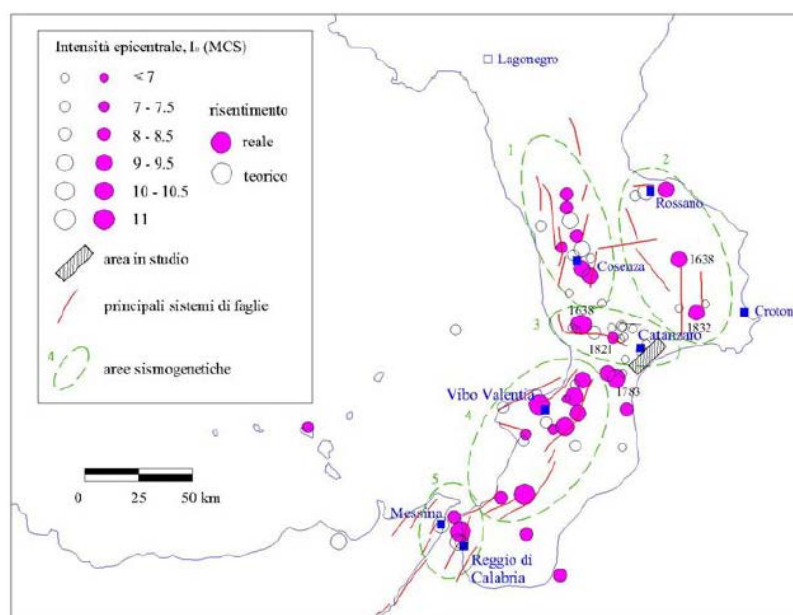 Intensità epicentrale, I₀ (MCS)
< 7
7 - 7.5
8 - 8.5
9 - 9.5
10 - 10.5
11
risentimento
reale
teorico
area in studio
principali sistemi di faglie
4
aree sismogenetiche
0 25 50 km
Lagonegro
1
2
Rossano
Cosenza
1638
1638
Crotone
3
1832
1821
Catanzaro
1783
Vibo Valentia
4
5
Messina
Reggio di
Calabria